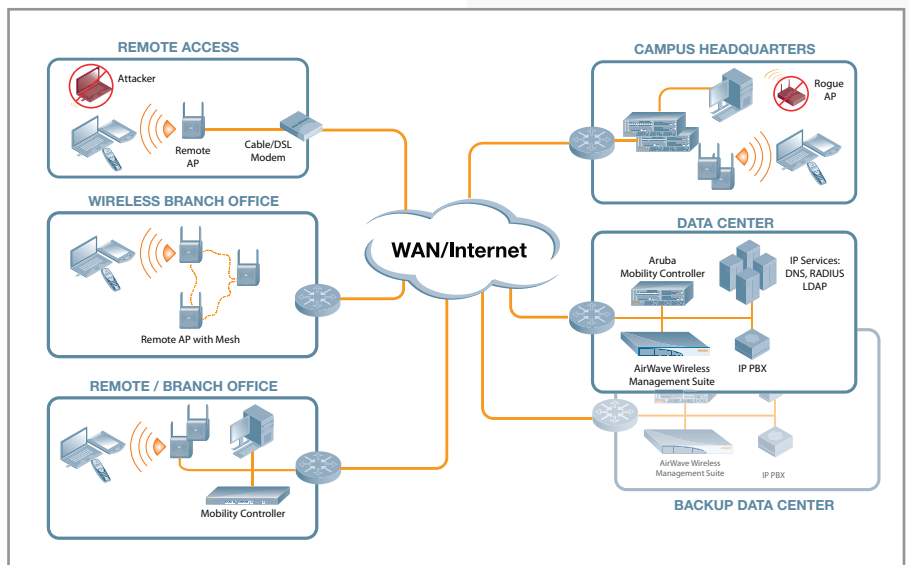 REMOTE ACCESS
Attacker
Remote
AP
Cable/DSL
Modem
WIRELESS BRANCH OFFICE
Remote AP with Mesh
REMOTE / BRANCH OFFICE
Mobility Controller
WAN/Internet
CAMPUS HEADQUARTERS
Rogue
AP
DATA CENTER
Aruba
Mobility Controller
IP Services:
DNS, RADIUS
LDAP
AirWave Wireless
Management Suite
IP PBX
AirWave Wireless
Management Suite
IP PBX
BACKUP DATA CENTER